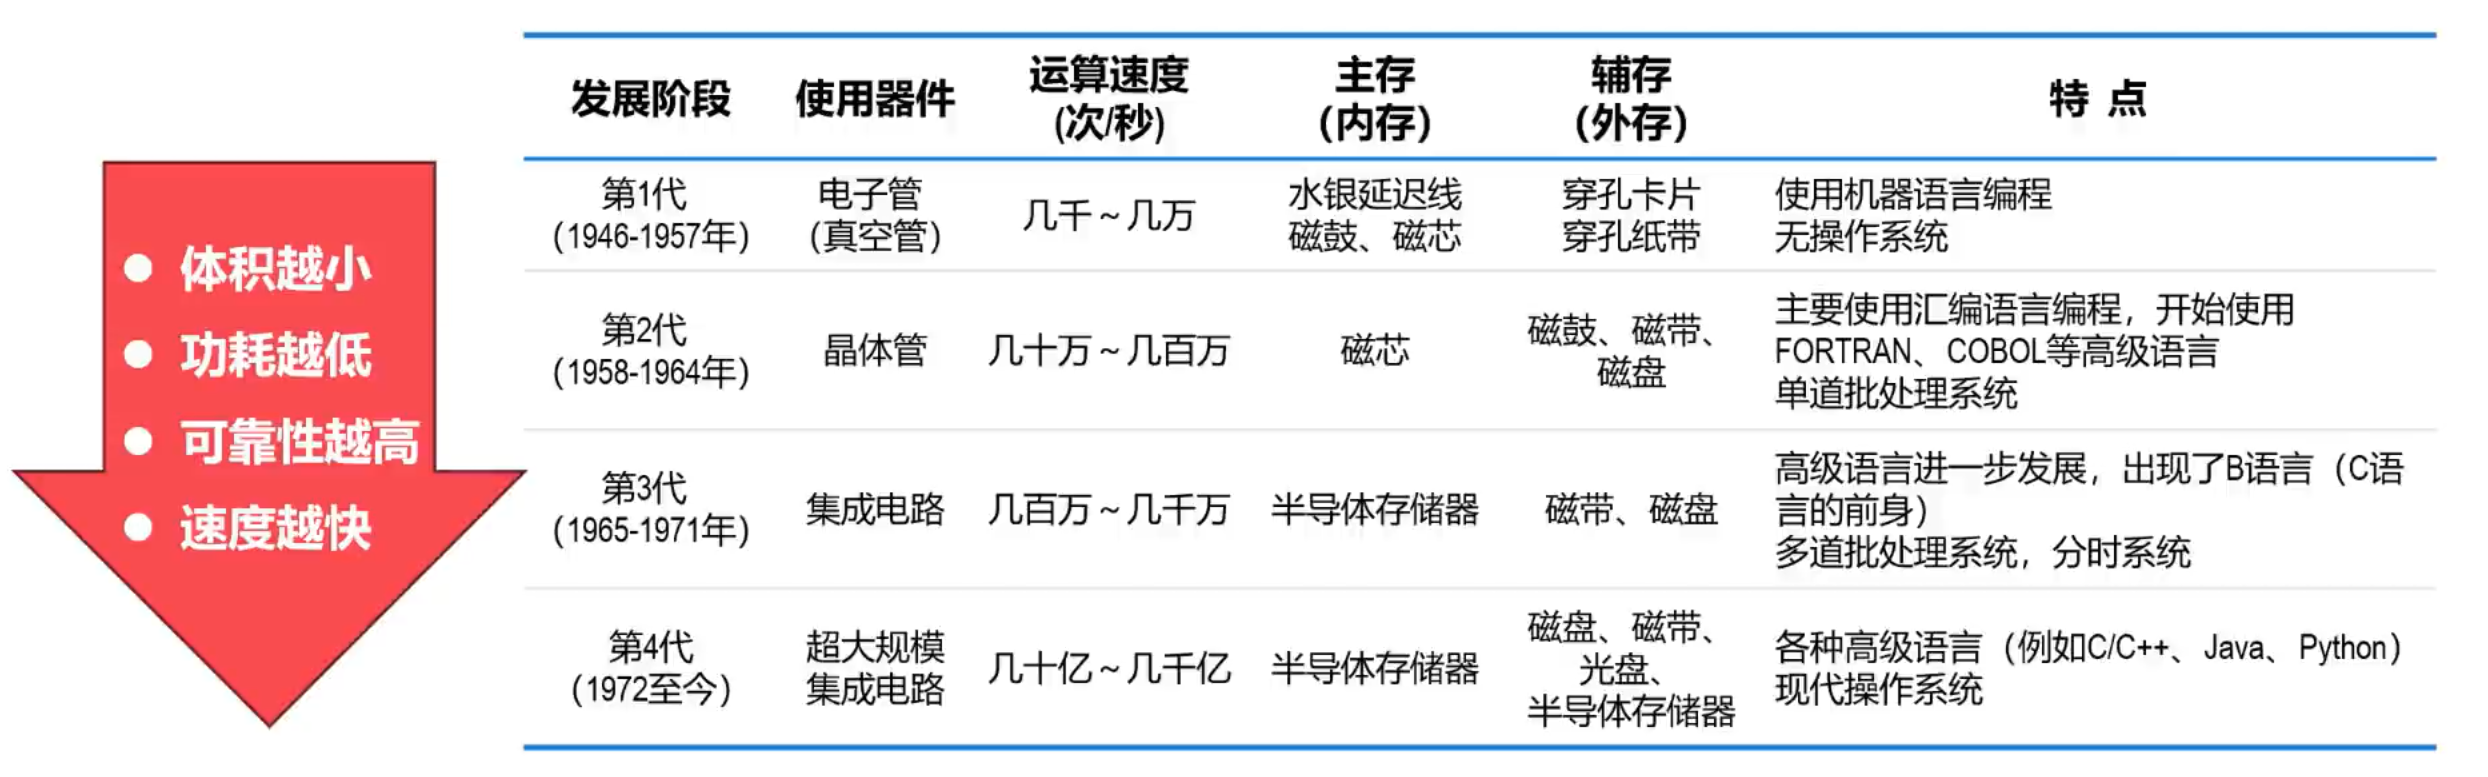 体积越小
功耗越低
可靠性越高
速度越快
发展阶段 使用器件 运算速度 (次/秒) 主存 （内存） 辅存 （外存） 特 点
第1代
（1946-1957年）
电子管
（真空管）
几千～几万
水银延迟线
磁鼓、磁芯
穿孔卡片
穿孔纸带
使用机器语言编程
无操作系统
第2代
（1958-1964年）
晶体管
几十万～几百万
磁芯
磁鼓、磁带、
磁盘
主要使用汇编语言编程，开始使用
FORTRAN、COBOL等高级语言
单道批处理系统
第3代
（1965-1971年）
集成电路
几百万～几千万
半导体存储器
磁带、磁盘
高级语言进一步发展，出现了B语言（C语
言的前身）
多道批处理系统，分时系统
第4代
（1972至今）
超大规模
集成电路
几十亿～几千亿
半导体存储器
磁盘、磁带、
光盘、
半导体存储器
各种高级语言（例如C/C++、Java、Python）
现代操作系统